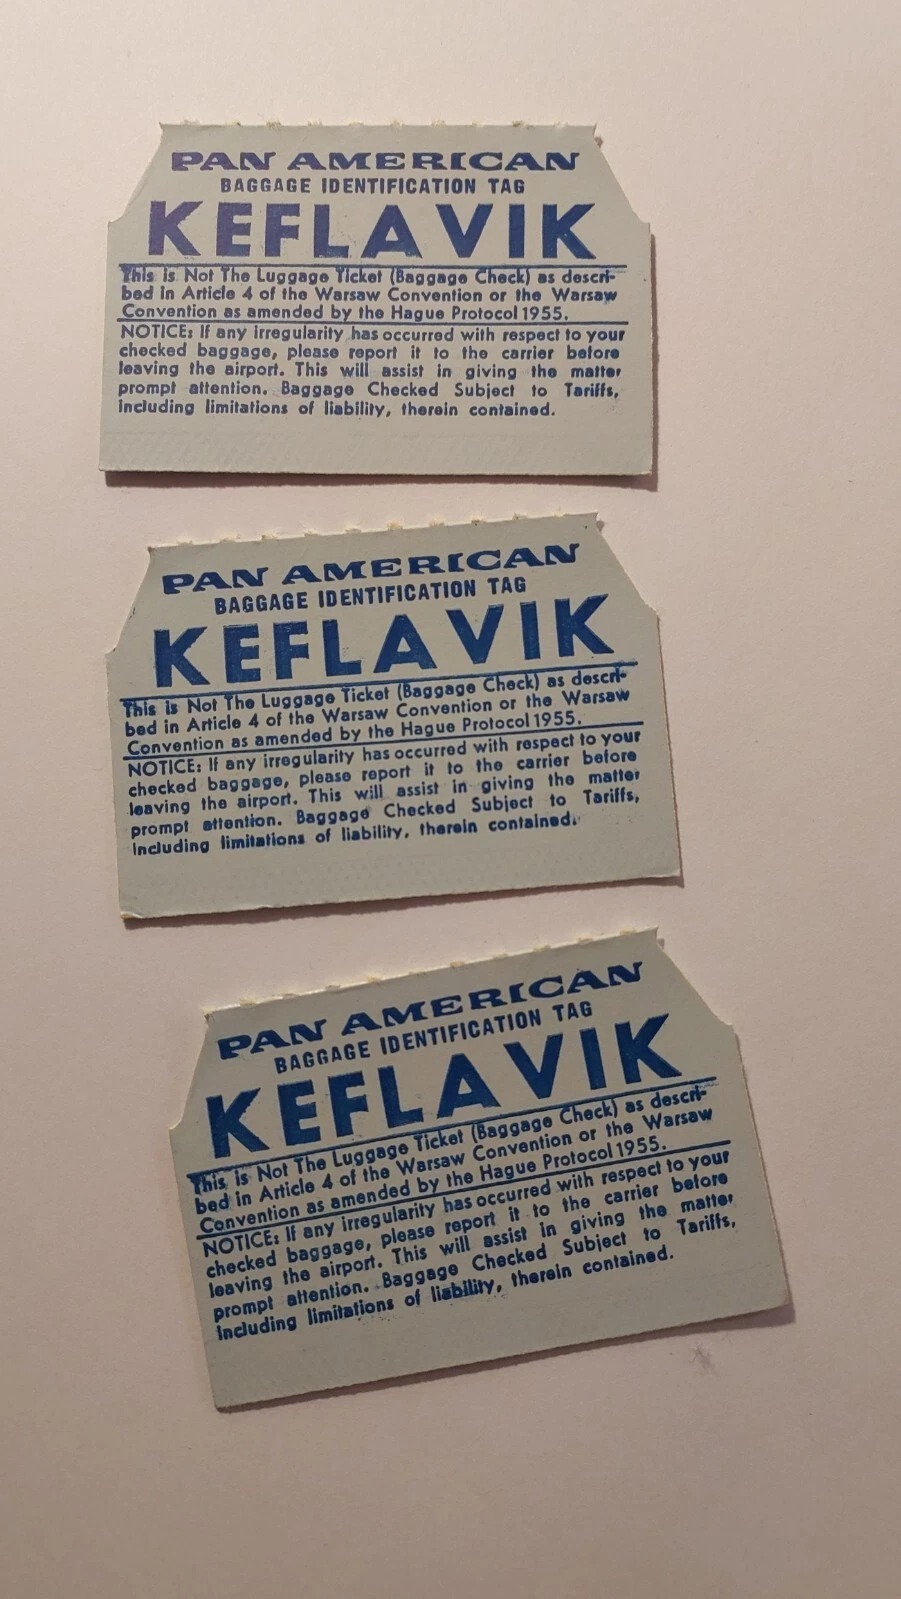 PAN AMERICAN
BAGGAGE IDENTIFICATION TAG
KEFLAVIK
This is Not The Luggage Ticket (Baggage Check) as descri-
bed in Article 4 of the Warsaw Convention or the Warsaw
Convention as amended by the Hague Protocol 1955.
NOTICE: If any irregularity has occurred with respect to your
checked baggage, please report it to the carrier before
leaving the airport. This will assist in giving the matter
prompt attention. Baggage Checked Subject to Tariffs,
including limitations of liability, therein contained.
PAN AMERICAN
BAGGAGE IDENTIFICATION TAG
KEFLAVIK
This is Not The Luggage Ticket (Baggage Check) as descri-
bed in Article 4 of the Warsaw Convention or the Warsaw
Convention as amended by the Hague Protocol 1955.
NOTICE: If any irregularity has occurred with respect to your
checked baggage, please report it to the carrier before
leaving the airport. This will assist in giving the matter
prompt attention. Baggage Checked Subject to Tariffs,
including limitations of liability, therein contained.
PAN AMERICAN
BAGGAGE IDENTIFICATION TAG
KEFLAVIK
This is Not The Luggage Ticket (Baggage Check) as descri-
bed in Article 4 of the Warsaw Convention or the Warsaw
Convention as amended by the Hague Protocol 1955.
NOTICE: If any irregularity has occurred with respect to your
checked baggage, please report it to the carrier before
leaving the airport. This will assist in giving the matter
prompt attention. Baggage Checked Subject to Tariffs,
including limitations of liability, therein contained.